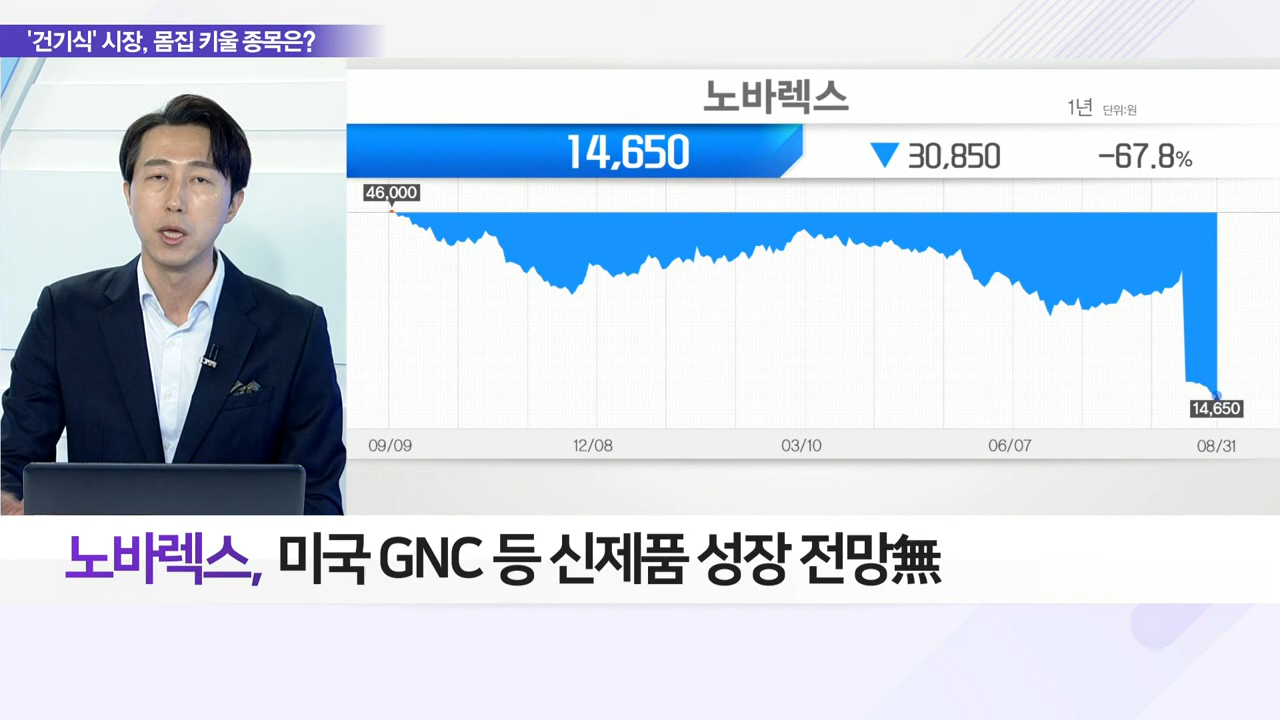 '건기식' 시장, 몸집 키울 종목은?
노바렉스
1년 단위:원
14,650
▼ 30,850
-67.8%
46,000
14,650
09/09
12/08
03/10
06/07
08/31
노바렉스, 미국 GNC 등 신제품 성장 전망無